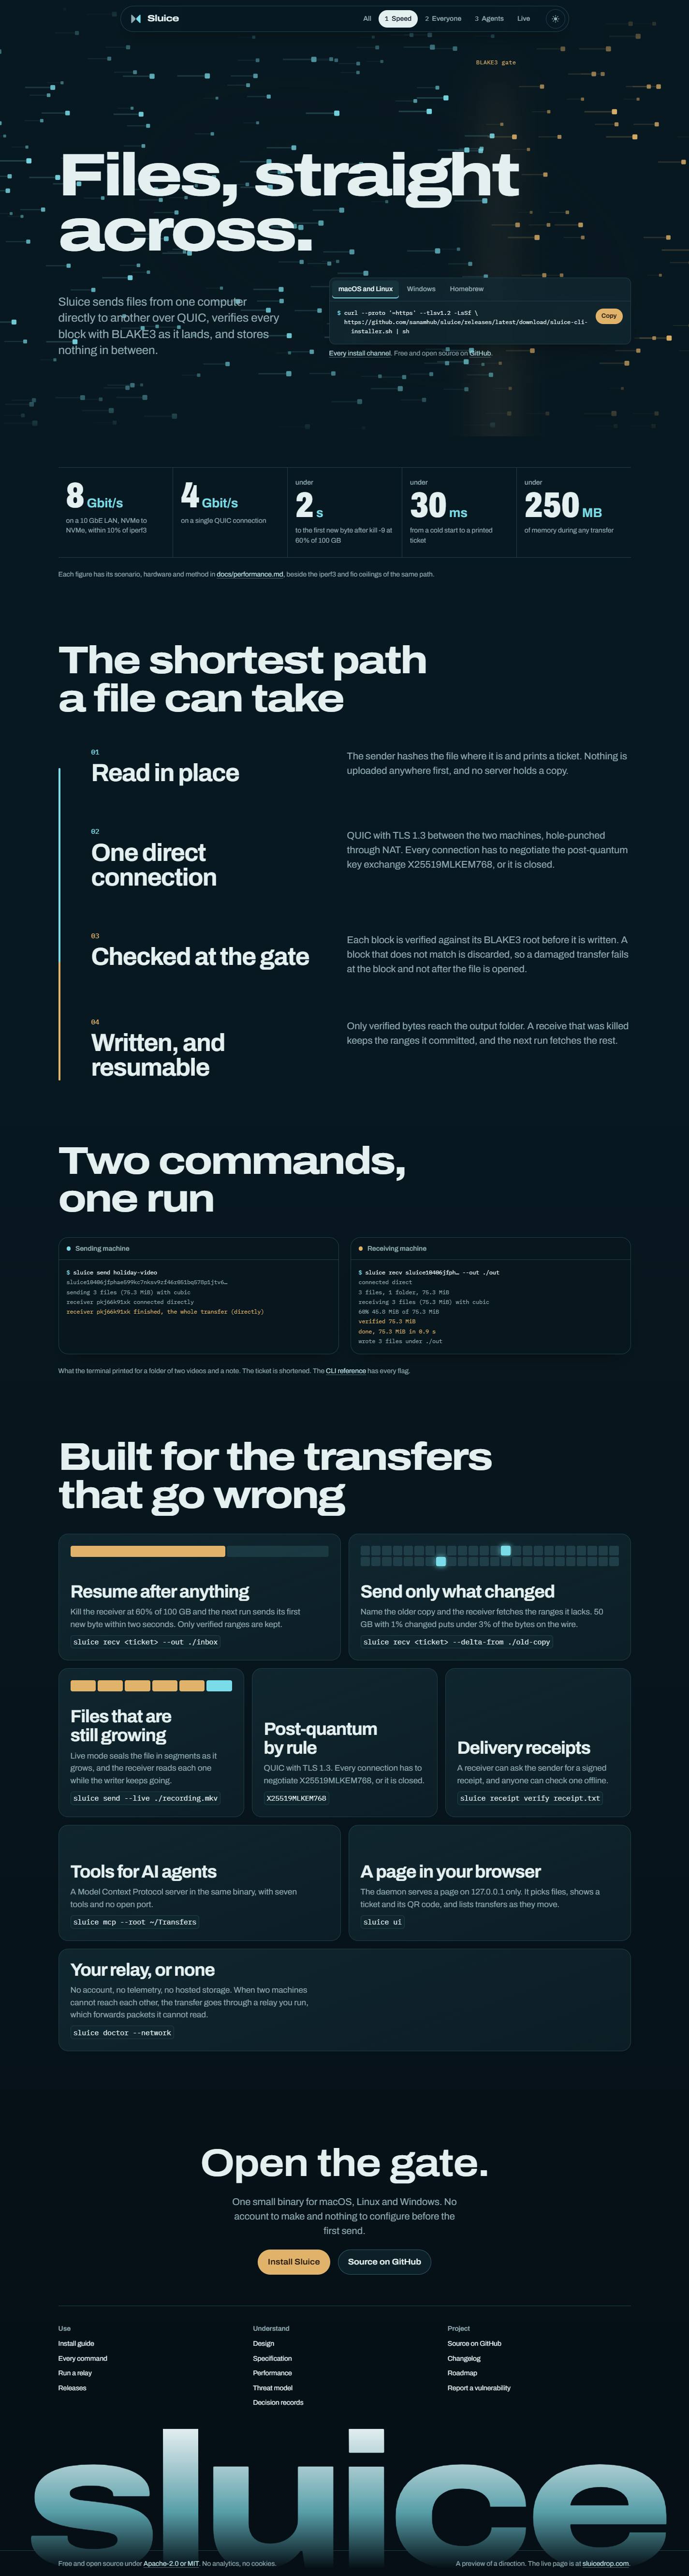 Sluice
All
1 Speed
2 Everyone
3 Agents
Live
BLAKE3 gate
Files, straight
across.
Sluice sends files from one computer
directly to another over QUIC, verifies every
block with BLAKE3 as it lands, and stores
nothing in between.
macOS and Linux
Windows
Homebrew
$ curl --proto '=https' --tlsv1.2 -LsSf \
https://github.com/sanamhub/sluice/releases/latest/download/sluice-cli-
installer.sh | sh
Copy
Every install channel. Free and open source on GitHub.
8 Gbit/s
on a 10 GbE LAN, NVMe to
NVMe, within 10% of iperf3
4 Gbit/s
on a single QUIC connection
under
2 s
to the first new byte after kill -9 at
60% of 100 GB
under
30 ms
from a cold start to a printed
ticket
under
250 MB
of memory during any transfer
Each figure has its scenario, hardware and method in docs/performance.md, beside the iperf3 and fio ceilings of the same path.
The shortest path
a file can take
01
Read in place
The sender hashes the file where it is and prints a ticket. Nothing is
uploaded anywhere first, and no server holds a copy.
02
One direct
connection
QUIC with TLS 1.3 between the two machines, hole-punched
through NAT. Every connection has to negotiate the post-quantum
key exchange X25519MLKEM768, or it is closed.
03
Checked at the gate
Each block is verified against its BLAKE3 root before it is written. A
block that does not match is discarded, so a damaged transfer fails
at the block and not after the file is opened.
04
Written, and
resumable
Only verified bytes reach the output folder. A receive that was killed
keeps the ranges it committed, and the next run fetches the rest.
Two commands,
one run
Sending machine
$ sluice send holiday-video
sending 3 files (75.3 MiB) with cubic
receiver pkj66k91xk connected directly
receiver pkj66k91xk finished, the whole transfer (directly)
Receiving machine
$ sluice recv sluice10406jfph… --out ./out
connected direct
3 files, 1 folder, 75.3 MiB
receiving 3 files (75.3 MiB) with cubic
60% 45.0 MiB of 75.3 MiB
verified 75.3 MiB
done, 75.3 MiB in 0.9 s
wrote 3 files under ./out
What the terminal printed for a folder of two videos and a note. The ticket is shortened. The CLI reference has every flag.
Built for the transfers
that go wrong
Resume after anything
Kill the receiver at 60% of 100 GB and the next run sends its first
new byte within two seconds. Only verified ranges are kept.
sluice recv <ticket> --out ./inbox
Send only what changed
Name the older copy and the receiver fetches the ranges it lacks. 50
GB with 1% changed puts under 3% of the bytes on the wire.
sluice recv <ticket> --delta-from ./old-copy
Files that are
still growing
Live mode seals the file in segments as it
grows, and the receiver reads each one
while the writer keeps going.
sluice send --live ./recording.mkv
Post-quantum
by rule
QUIC with TLS 1.3. Every connection has to
negotiate X25519MLKEM768, or it is closed.
X25519MLKEM768
Delivery receipts
A receiver can ask the sender for a signed
receipt, and anyone can check one offline.
sluice receipt verify receipt.txt
Tools for AI agents
A Model Context Protocol server in the same binary, with seven
tools and no open port.
sluice mcp --root ~/Transfers
A page in your browser
The daemon serves a page on 127.0.0.1 only. It picks files, shows a
ticket and its QR code, and lists transfers as they move.
sluice ui
Your relay, or none
No account, no telemetry, no hosted storage. When two machines
cannot reach each other, the transfer goes through a relay you run,
which forwards packets it cannot read.
sluice doctor --network
Open the gate.
One small binary for macOS, Linux and Windows. No
account to make and nothing to configure before the
first send.
Install Sluice
Source on GitHub
Use
Install guide
Every command
Run a relay
Releases
Understand
Design
Specification
Performance
Threat model
Decision records
Project
Source on GitHub
Changelog
Roadmap
Report a vulnerability
sluice
Free and open source under Apache-2.0 or MIT. No analytics, no cookies.
A preview of a direction. The live page is at sluicedrop.com.